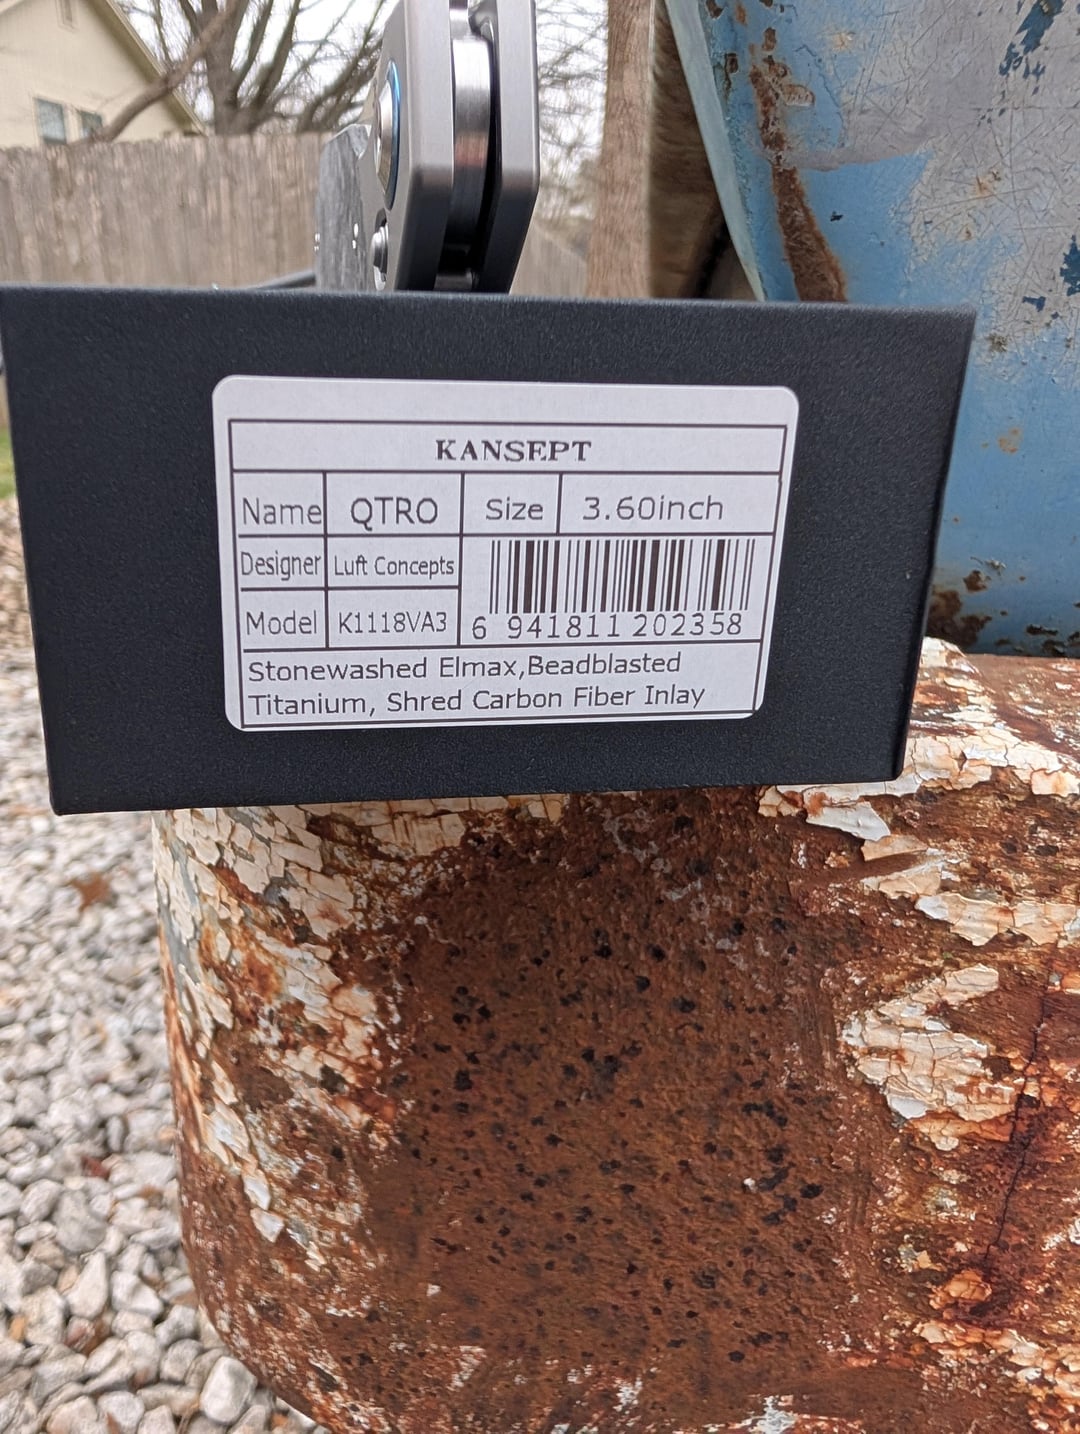 KANSEPT
Name QTRO Size 3.60inch
Designer Luft Concepts
Model K1118VA3
6 941811 202358
Stonewashed Elmax,Beadblasted
Titanium, Shred Carbon Fiber Inlay